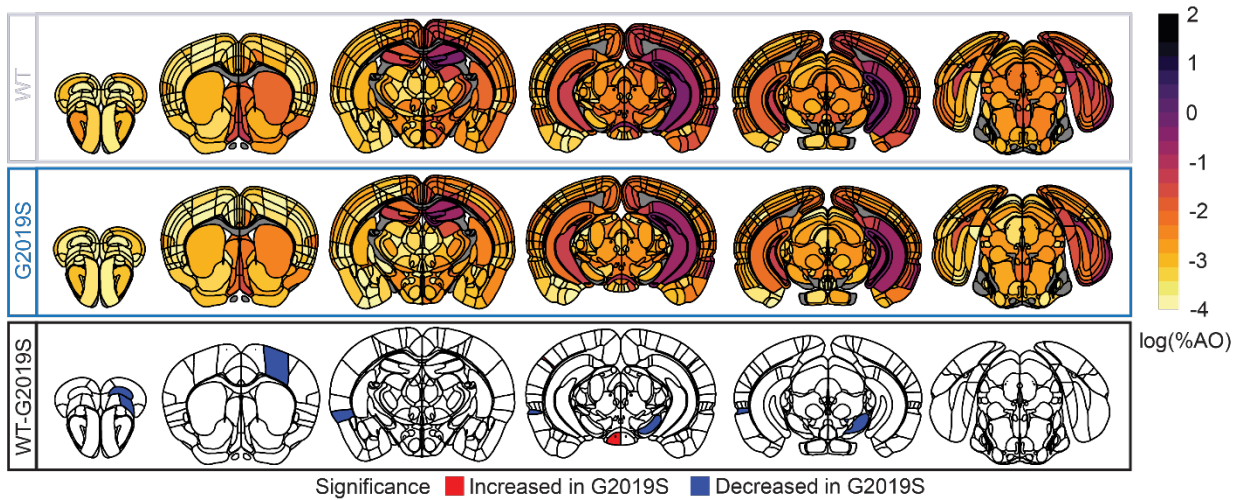 WT
G2019S
WT-G2019S
2
1
0
-1
-2
-3
-4
log(%AO)
Significance Increased in G2019S Decreased in G2019S